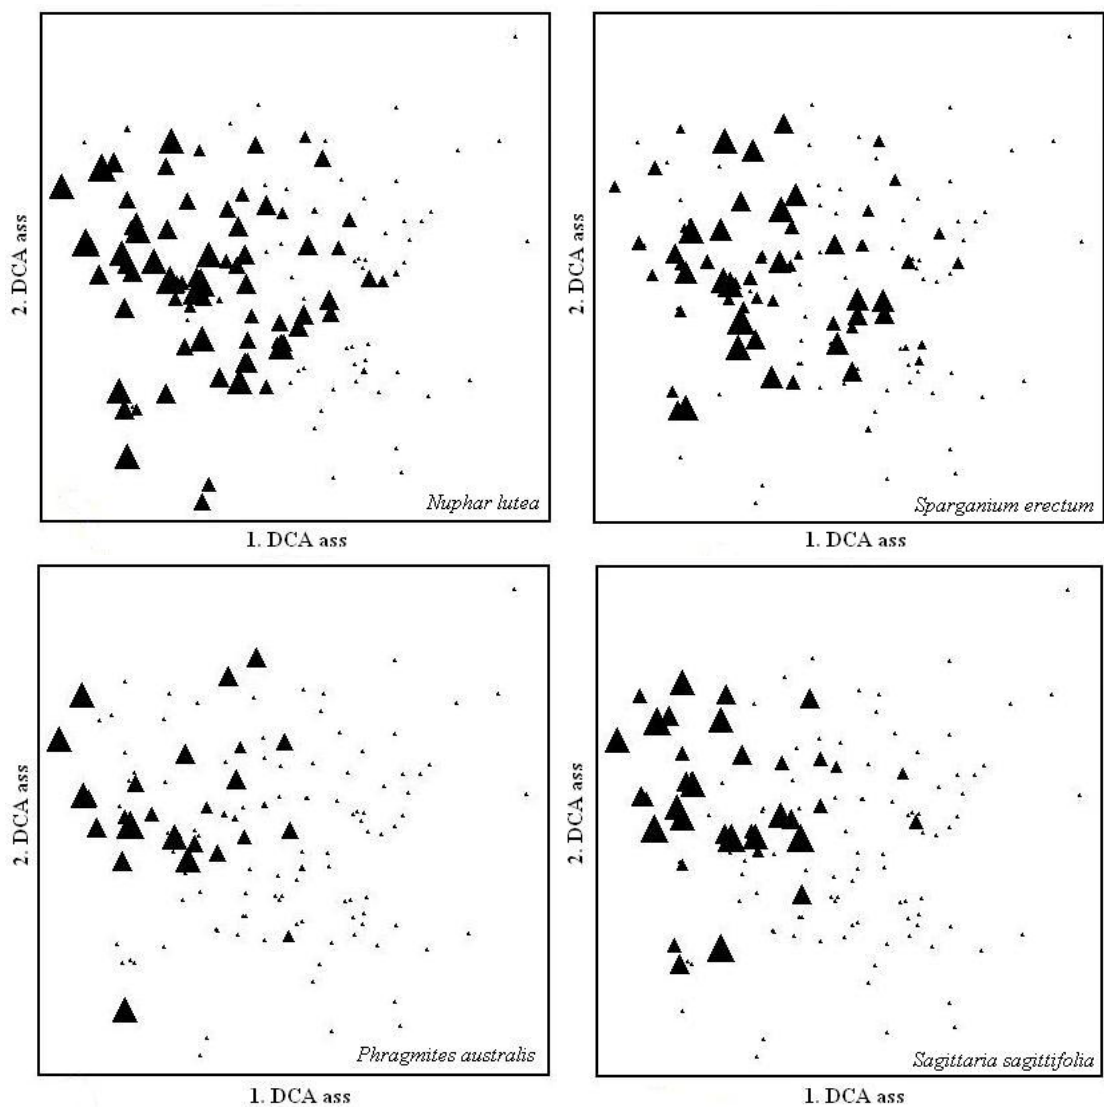 2. DCA ass
Nuphar lutea
1. DCA ass
2. DCA ass
Sparganium erectum
1. DCA ass
2. DCA ass
Phragmites australis
1. DCA ass
2. DCA ass
Sagittaria sagittifolia
1. DCA ass